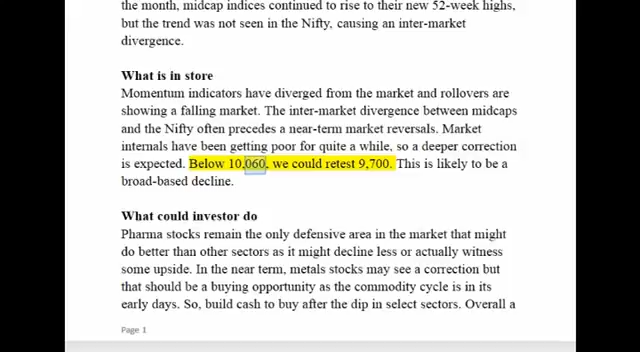 the month, midcap indices continued to rise to their new 52-week highs,
but the trend was not seen in the Nifty, causing an inter-market
divergence.
What is in store
Momentum indicators have diverged from the market and rollovers are
showing a falling market. The inter-market divergence between midcaps
and the Nifty often precedes a near-term market reversals. Market
internals have been getting poor for quite a while, so a deeper correction
is expected. Below 10,060, we could retest 9,700. This is likely to be a
broad-based decline.
What could investor do
Pharma stocks remain the only defensive area in the market that might
do better than other sectors as it might decline less or actually witness
some upside. In the near term, metals stocks may see a correction but
that should be a buying opportunity as the commodity cycle is in its
early days. So, build cash to buy after the dip in select sectors. Overall a
Page 1